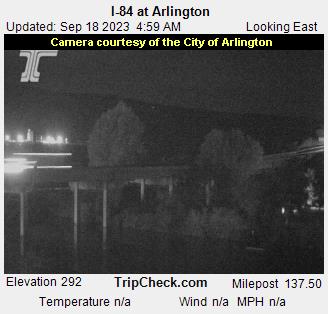 I-84 at Arlington
Updated: Sep 18 2023 4:59 AM Looking East
Camera courtesy of the City of Arlington
Elevation 292 TripCheck.com Milepost 137.50
Temperature n/a Wind n/a MPH n/a